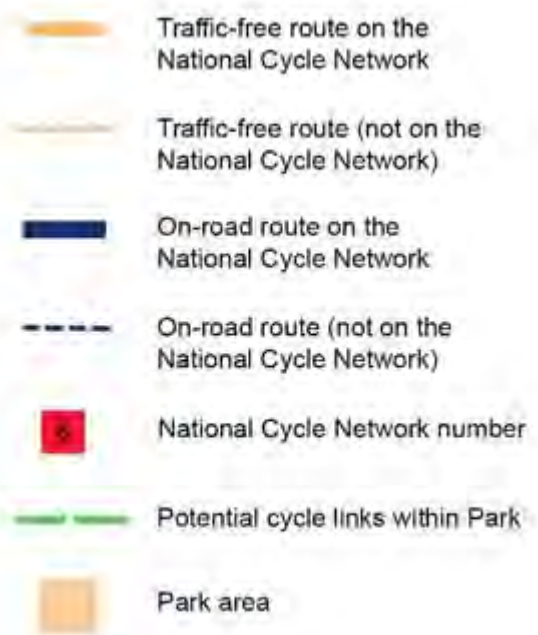 Traffic-free route on the
National Cycle Network
Traffic-free route (not on the
National Cycle Network)
On-road route on the
National Cycle Network
On-road route (not on the
National Cycle Network)
National Cycle Network number
Potential cycle links within Park
Park area